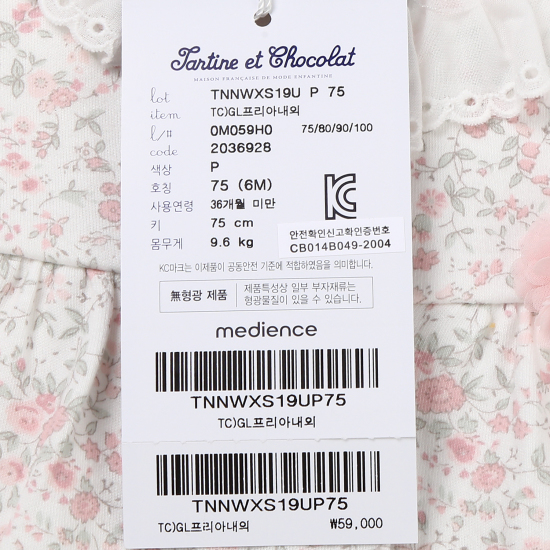 Tartine et Chocolat
MAISON FRANÇAISE DE MODE ENFANTINE
lot TNNWXS19U P 75
item TC)GL프리아내의
l/# 0M059H0 75/80/90/100
code 2036928
색상 P
호칭 75 (6M)
사용연령 36개월 미만
키 75 cm
몸무게 9.6 kg
안전확인신고확인증번호
CB014B049-2004
KC마크는 이제품이 공통안전 기준에 적합하였음을 의미합니다.
無형광 제품
제품특성상 일부 부자재류는
형광물질이 있을 수 있습니다.
medience
TNNWXS19UP75
TC)GL프리아내의
TNNWXS19UP75
TC)GL프리아내의 ₩59,000